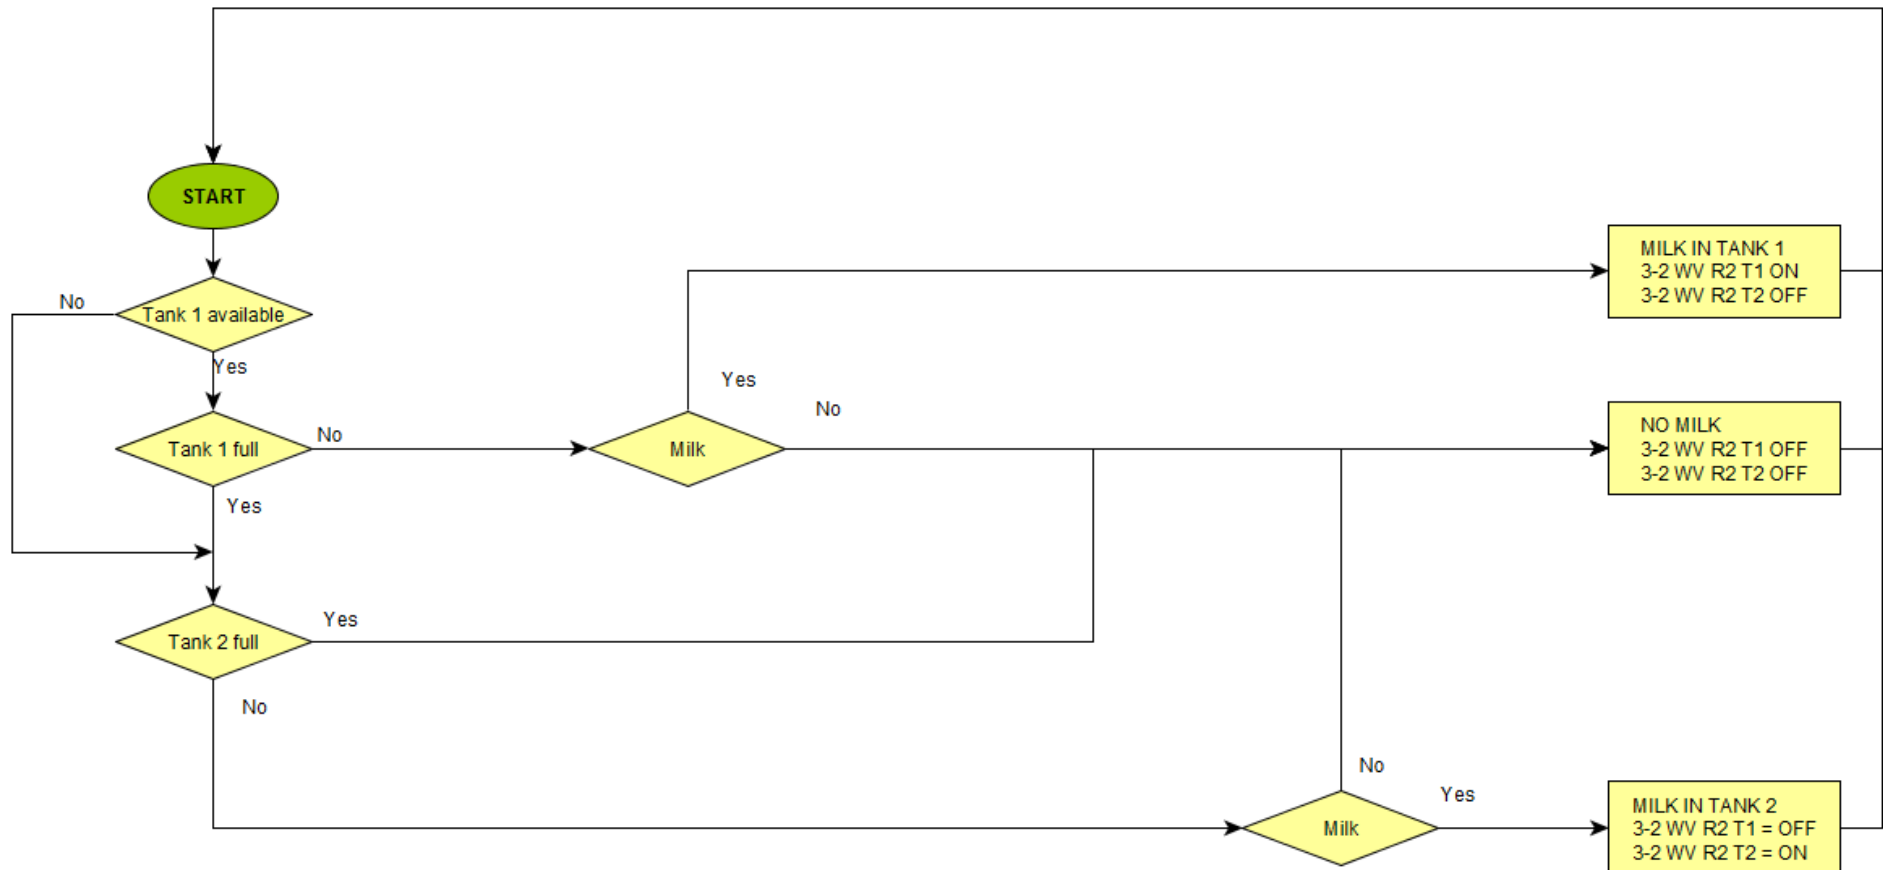 START
Tank 1 available
No
Yes
Tank 1 full
No
Yes
Milk
Yes
No
MILK IN TANK 1
3-2 WV R2 T1 ON
3-2 WV R2 T2 OFF
NO MILK
3-2 WV R2 T1 OFF
3-2 WV R2 T2 OFF
Tank 2 full
Yes
No
Milk
No
Yes
MILK IN TANK 2
3-2 WV R2 T1 = OFF
3-2 WV R2 T2 = ON